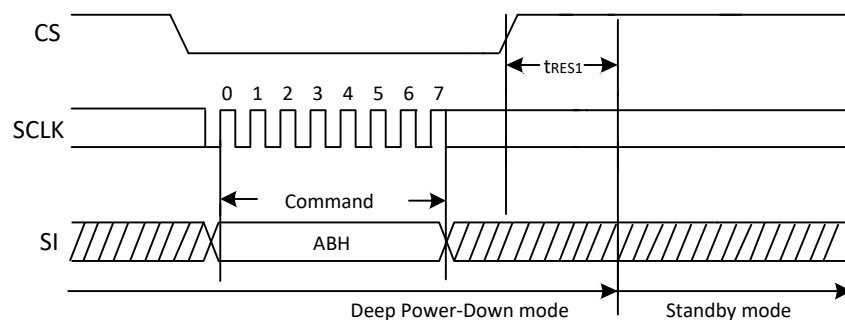 CS
tRES1
0 1 2 3 4 5 6 7
SCLK
Command
SI
ABH
Deep Power-Down mode
Standby mode